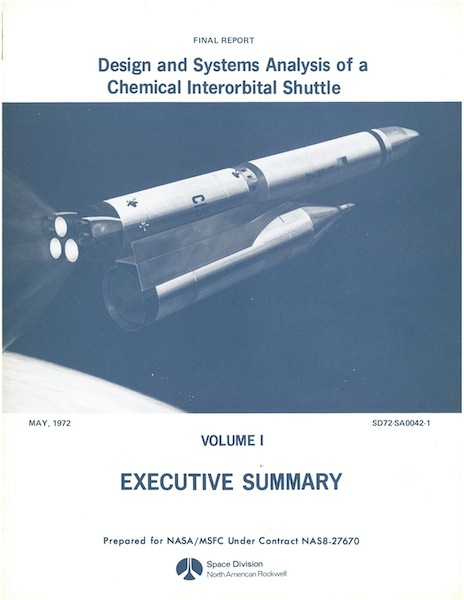 FINAL REPORT
Design and Systems Analysis of a
Chemical Interorbital Shuttle
MAY, 1972
SD72-SA0042-1
VOLUME I
EXECUTIVE SUMMARY
Prepared for NASA/MSFC Under Contract NAS8-27670
Space Division
North American Rockwell